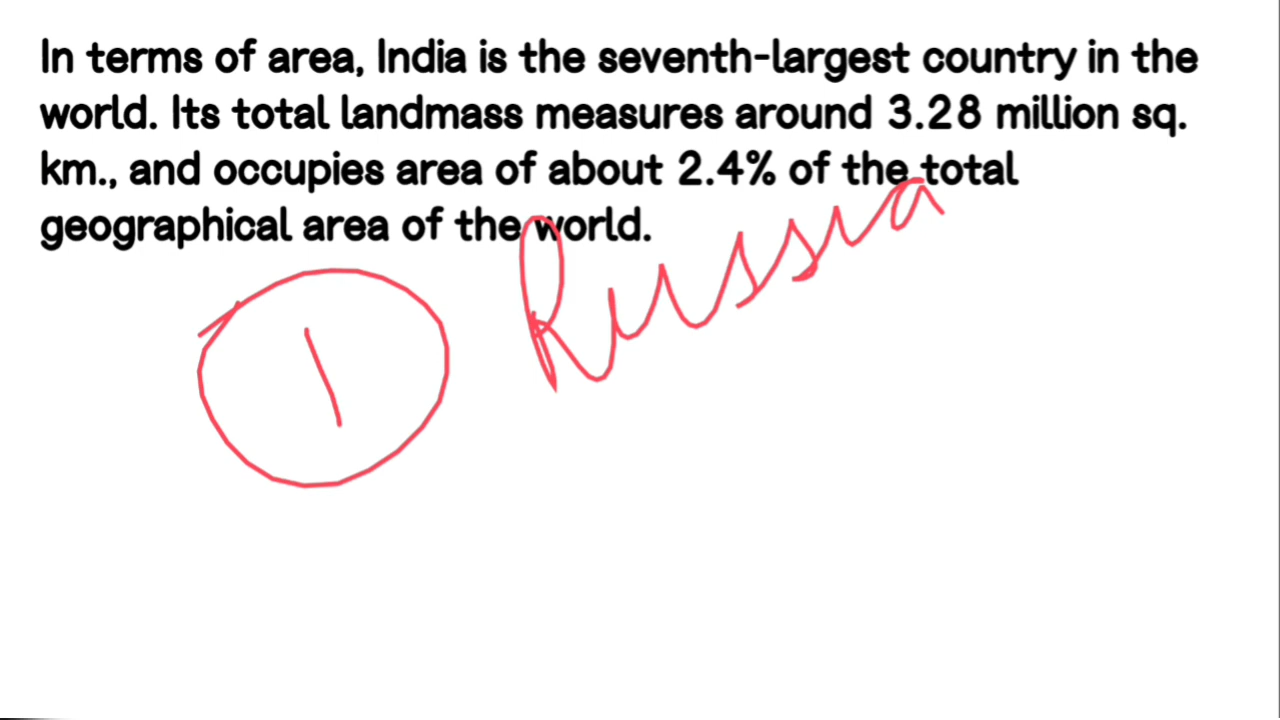 In terms of area, India is the seventh-largest country in the
world. Its total landmass measures around 3.28 million sq.
km., and occupies area of about 2.4% of the total
geographical area of the world.
1 Russia